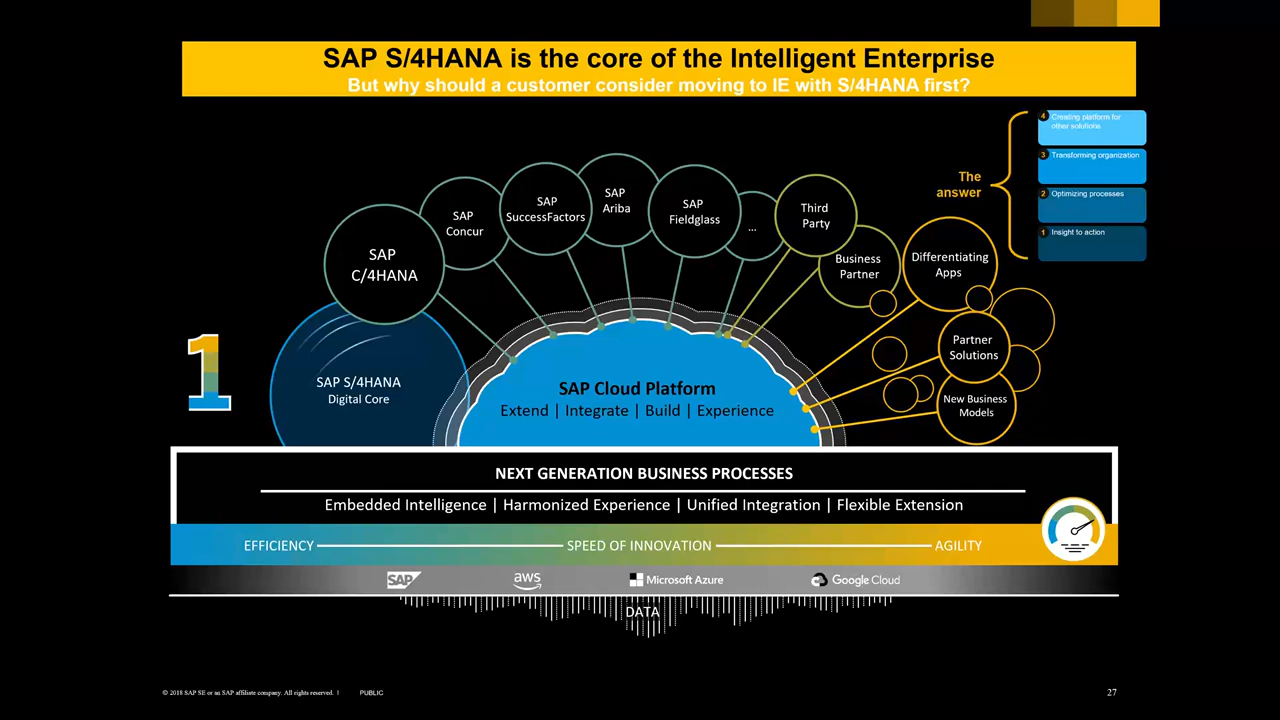 SAP S/4HANA is the core of the Intelligent Enterprise
But why should a customer consider moving to IE with S/4HANA first?
4 Creating platform for
other solutions
3 Transforming organization
The
answer
2 Optimizing processes
1 Insight to action
SAP
C/4HANA
SAP
Concur
SAP
SuccessFactors
SAP
Ariba
SAP
Fieldglass
...
Third
Party
Business
Partner
Differentiating
Apps
Partner
Solutions
New Business
Models
1
SAP S/4HANA
Digital Core
SAP Cloud Platform
Extend | Integrate | Build | Experience
NEXT GENERATION BUSINESS PROCESSES
Embedded Intelligence | Harmonized Experience | Unified Integration | Flexible Extension
EFFICIENCY SPEED OF INNOVATION AGILITY
SAP aws Microsoft Azure Google Cloud
DATA
© 2018 SAP SE or an SAP affiliate company. All rights reserved. | PUBLIC 27